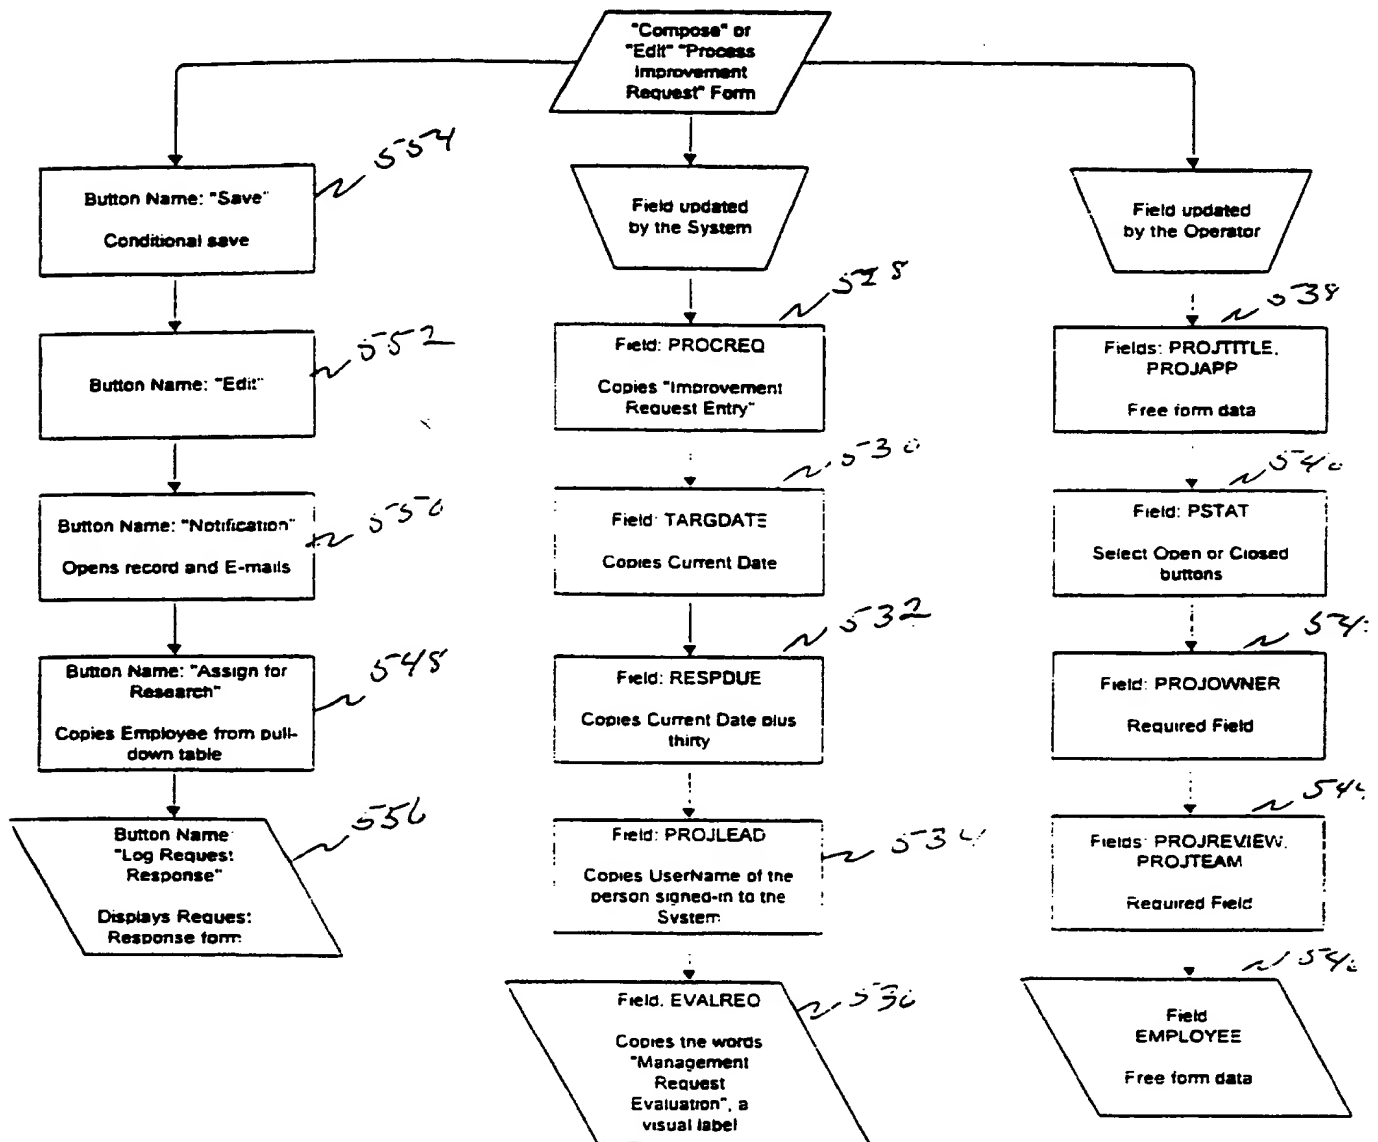 "Compose" or
"Edit" "Process
Improvement
Request" Form
554
Button Name: "Save"
Conditional save
552
Button Name: "Edit"
550
Button Name: "Notification"
Opens record and E-mails
548
Button Name: "Assign for
Research"
Copies Employee from pull-
down table
556
Button Name:
"Log Request
Response"
Displays Request
Response form
Field updated
by the System
528
Field: PROCREQ
Copies "Improvement
Request Entry"
530
Field: TARGDATE
Copies Current Date
532
Field: RESPDUE
Copies Current Date plus
thirty
534
Field: PROJLEAD
Copies UserName of the
person signed-in to the
System
536
Field. EVALREQ
Copies the words
"Management
Request
Evaluation", a
visual label
Field updated
by the Operator
538
Fields: PROJTITLE,
PROJAPP
Free form data
540
Field: PSTAT
Select Open or Closed
buttons
Field: PROJOWNER
Required Field
Fields: PROJREVIEW,
PROJTEAM
Required Field
Field
EMPLOYEE
Free form data